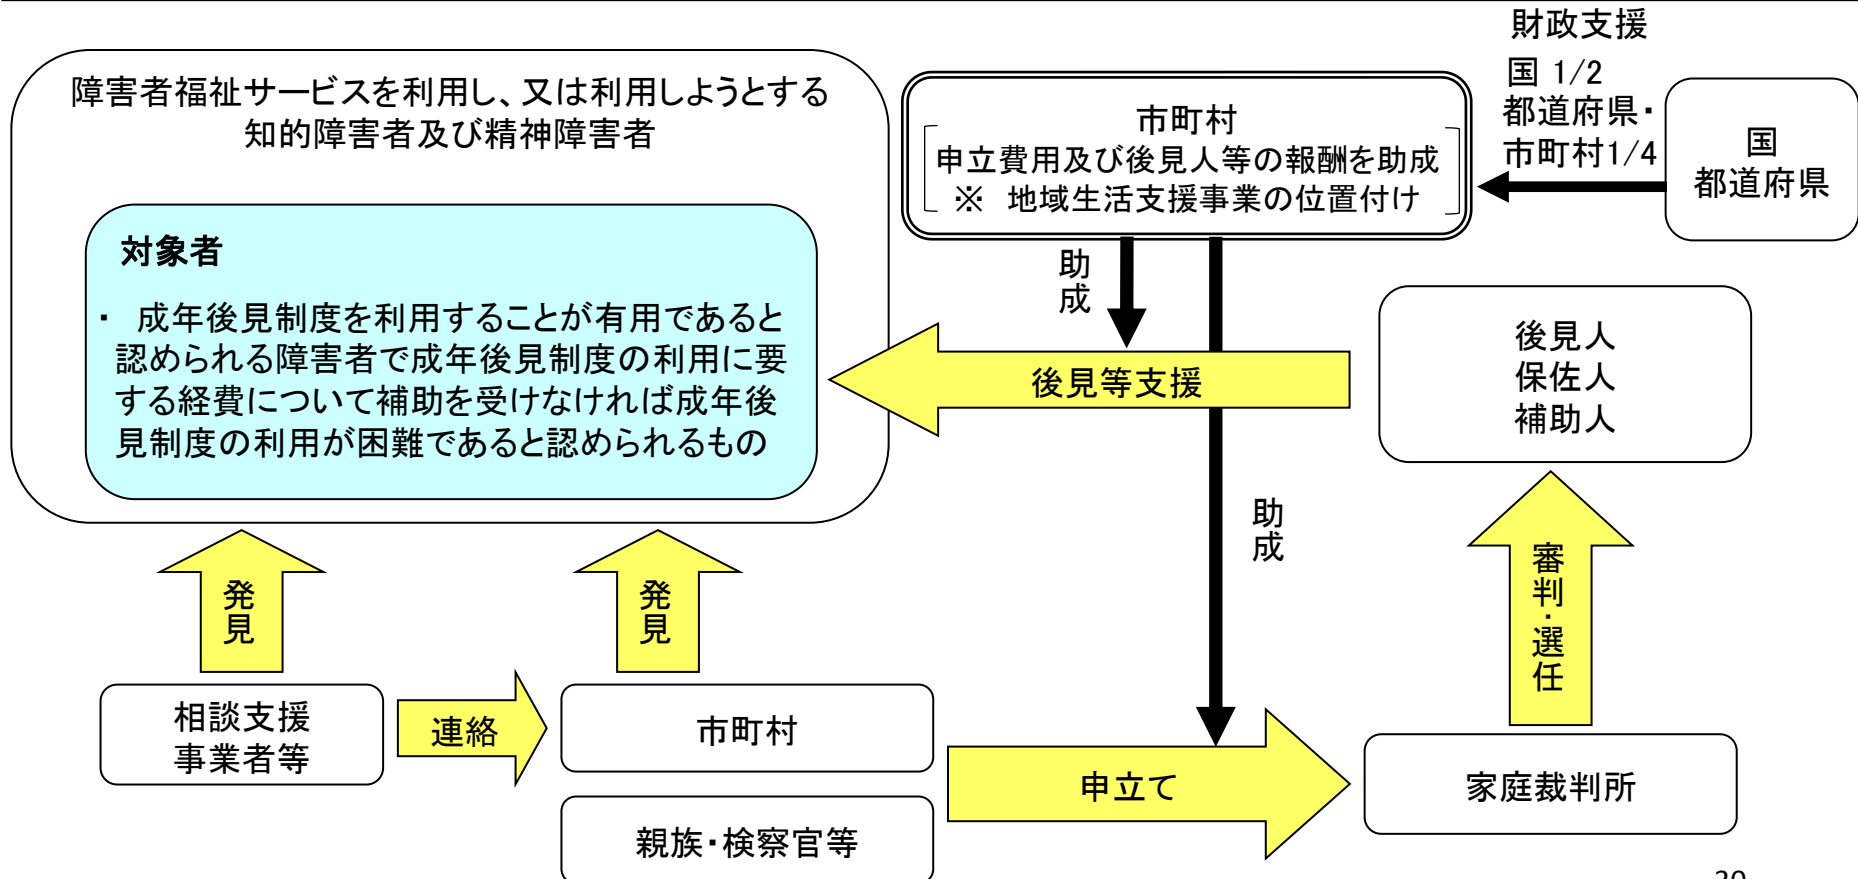 財政支援
国 1/2
都道府県・
市町村1/4
国
都道府県
市町村
申立費用及び後見人等の報酬を助成
※ 地域生活支援事業の位置付け
障害者福祉サービスを利用し、又は利用しようとする
知的障害者及び精神障害者
対象者
・ 成年後見制度を利用することが有用であると
認められる障害者で成年後見制度の利用に要
する経費について補助を受けなければ成年後
見制度の利用が困難であると認められるもの
助成
後見等支援
後見人
保佐人
補助人
助成
審判・選任
発見
発見
相談支援
事業者等
連絡
市町村
親族・検察官等
申立て
家庭裁判所